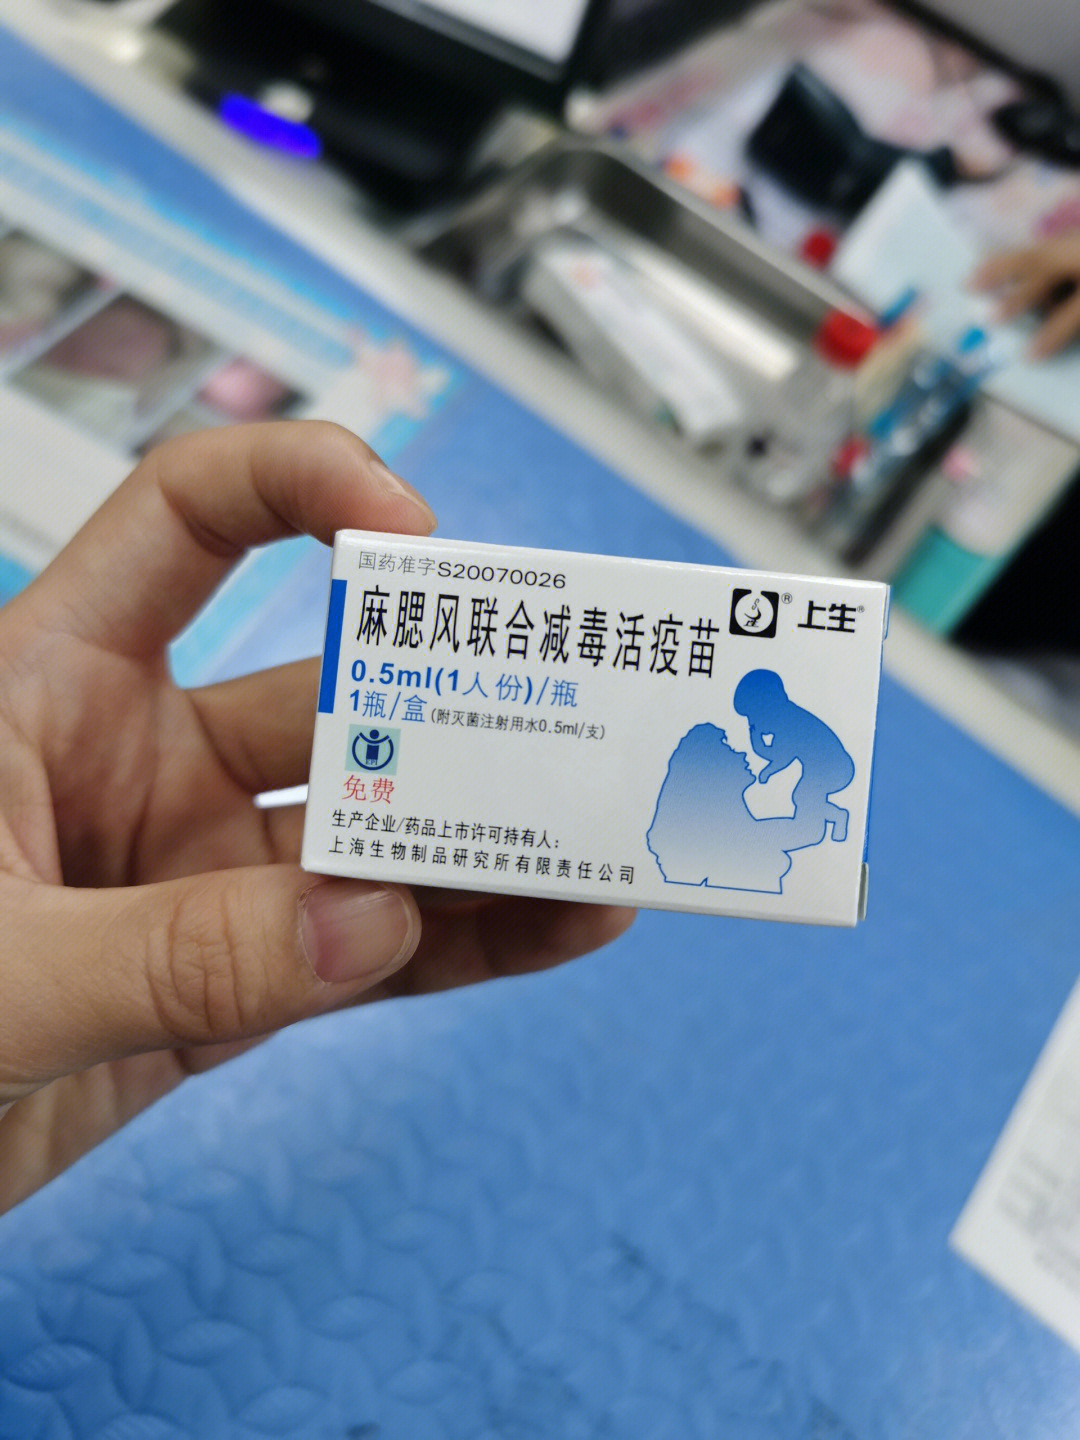 国药准字S20070026
麻腮风联合减毒活疫苗
® 上生®
0.5ml(1人份)/瓶
1瓶/盒(附灭菌注射用水0.5ml/支)
EPI
免费
生产企业/药品上市许可持有人:
上海生物制品研究所有限责任公司